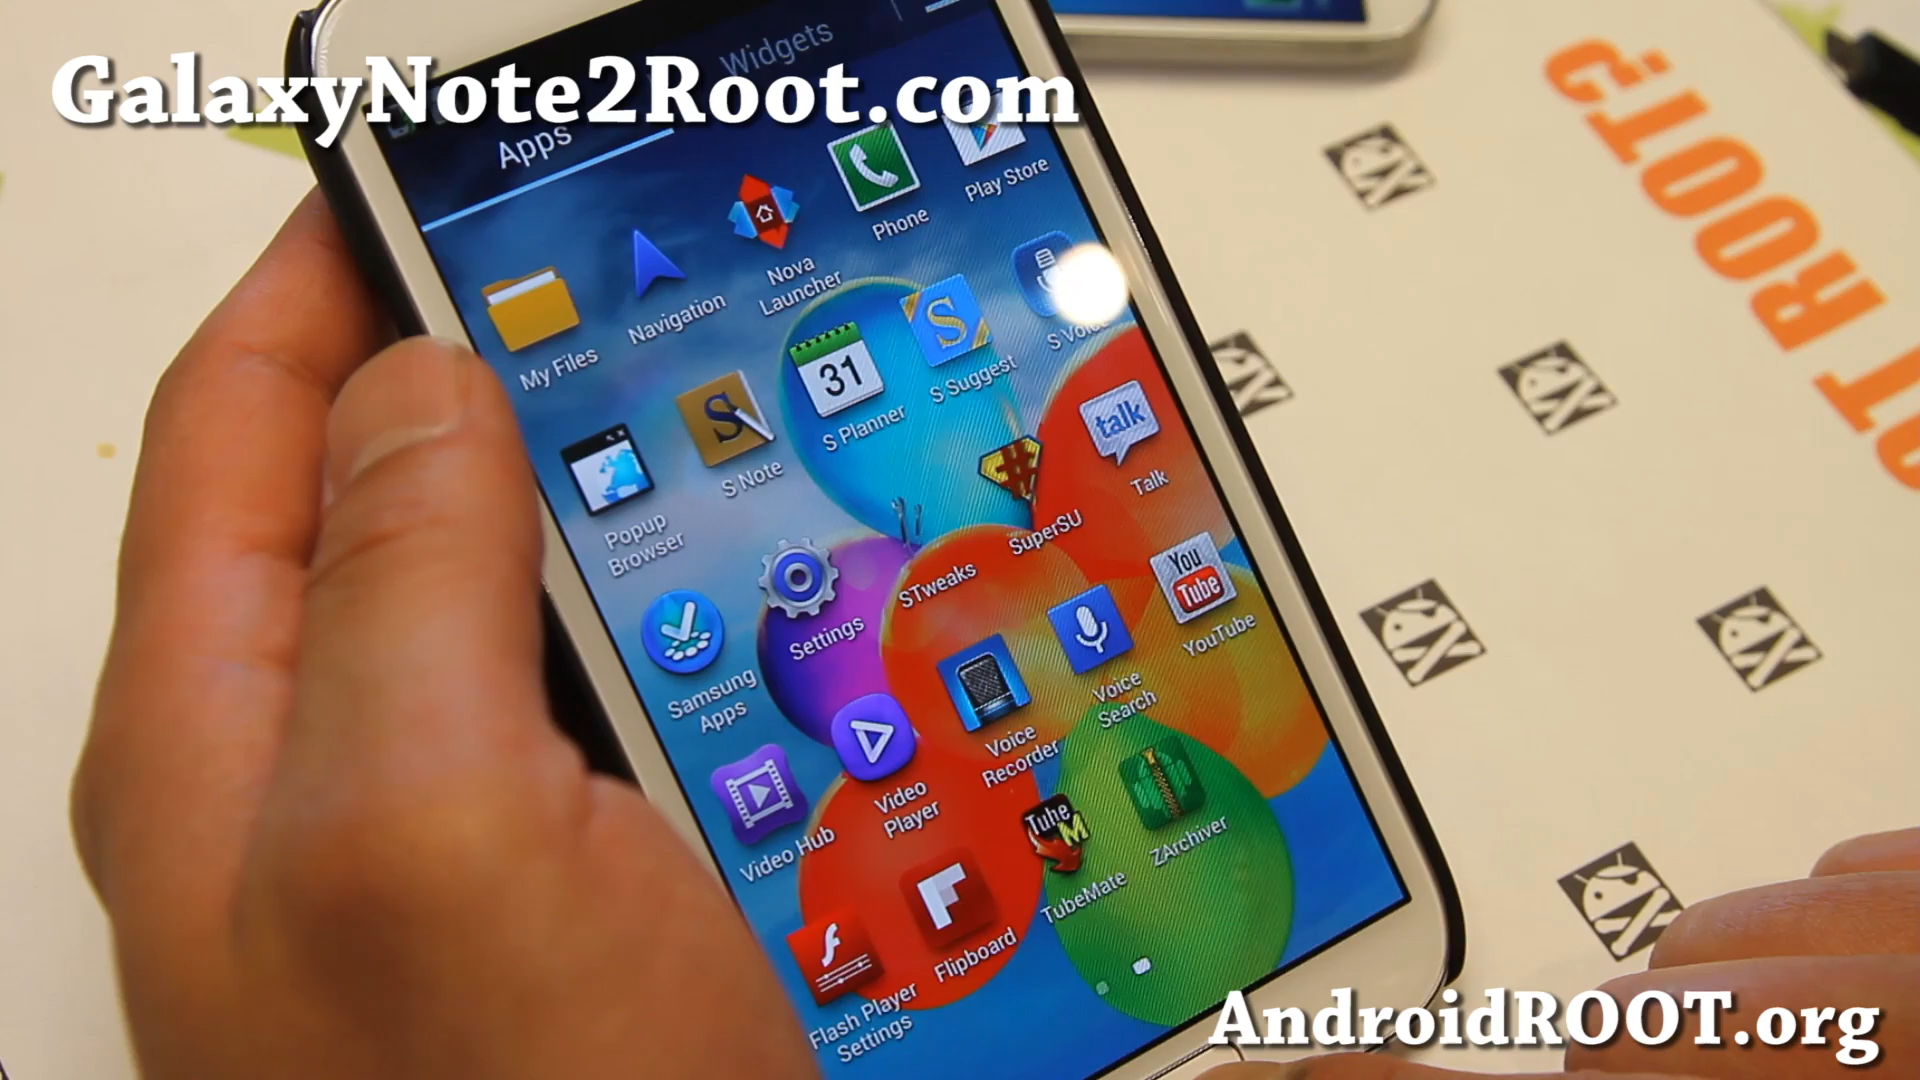 GalaxyNote2Root.com
Apps
Widgets
My Files
Navigation
Nova
Launcher
Phone
Play Store
Popup
Browser
S
S Note
31
S Planner
S
S Suggest
S Voice
Samsung
Apps
Settings
STweaks
SuperSU
talk
Talk
Video Hub
Video
Player
Voice
Recorder
Voice
Search
You
Tube
YouTube
Flash Player
Settings
Flipboard
Tube
M
TubeMate
ZArchiver
ROOT?
T ROOT
AndroidROOT.org